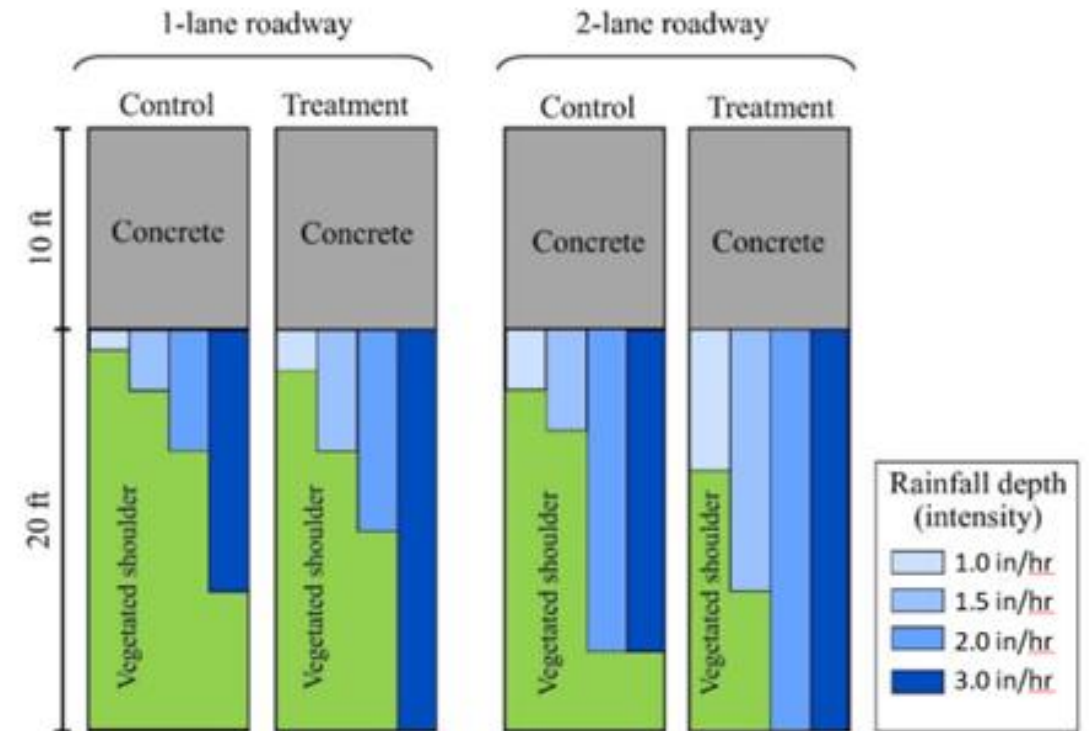 1-lane roadway
2-lane roadway
Control
Treatment
Control
Treatment
10 ft
Concrete
Concrete
Concrete
Concrete
20 ft
Vegetated shoulder
Vegetated shoulder
Vegetated shoulder
Vegetated shoulder
Rainfall depth
(intensity)
1.0 in/hr
1.5 in/hr
2.0 in/hr
3.0 in/hr